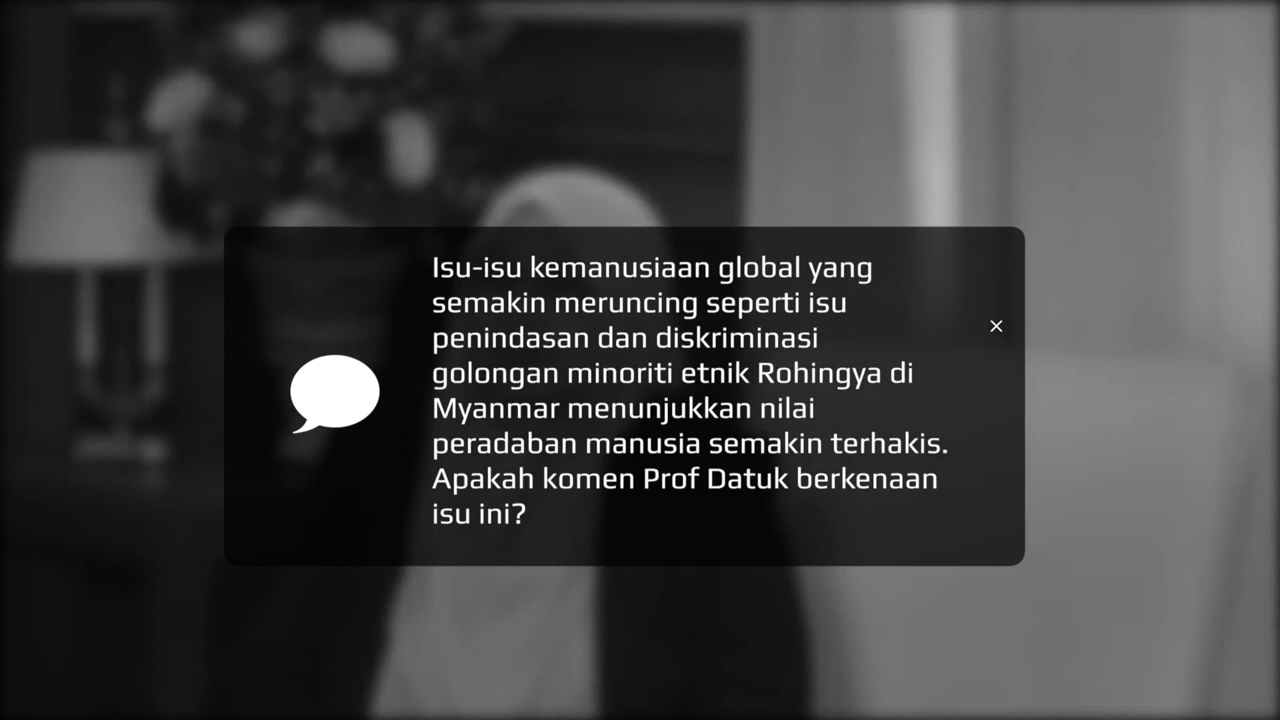 Isu-isu kemanusiaan global yang
semakin meruncing seperti isu
penindasan dan diskriminasi
golongan minoriti etnik Rohingya di
Myanmar menunjukkan nilai
peradaban manusia semakin terhakis.
Apakah komen Prof Datuk berkenaan
isu ini?